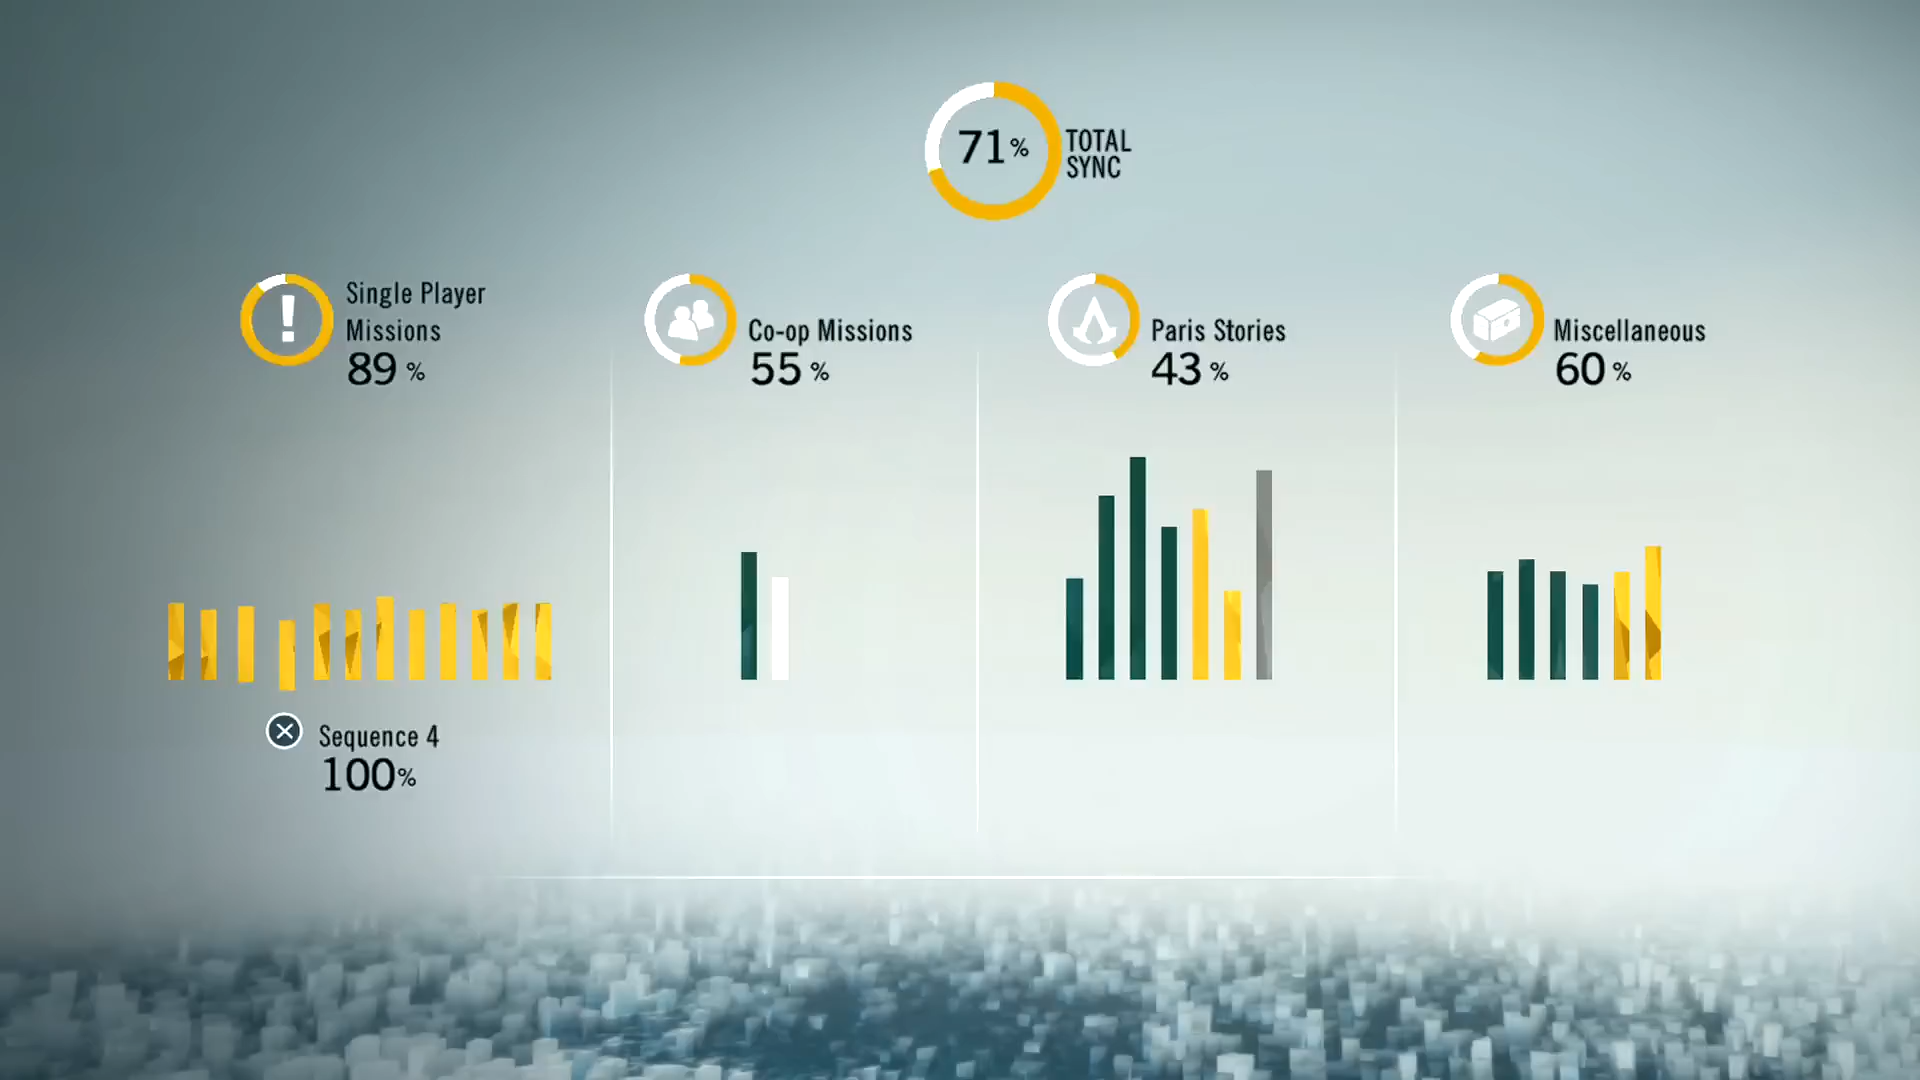 71%
TOTAL
SYNC
Single Player
Missions
89 %
Co-op Missions
55 %
Paris Stories
43 %
Miscellaneous
60 %
Sequence 4
100%